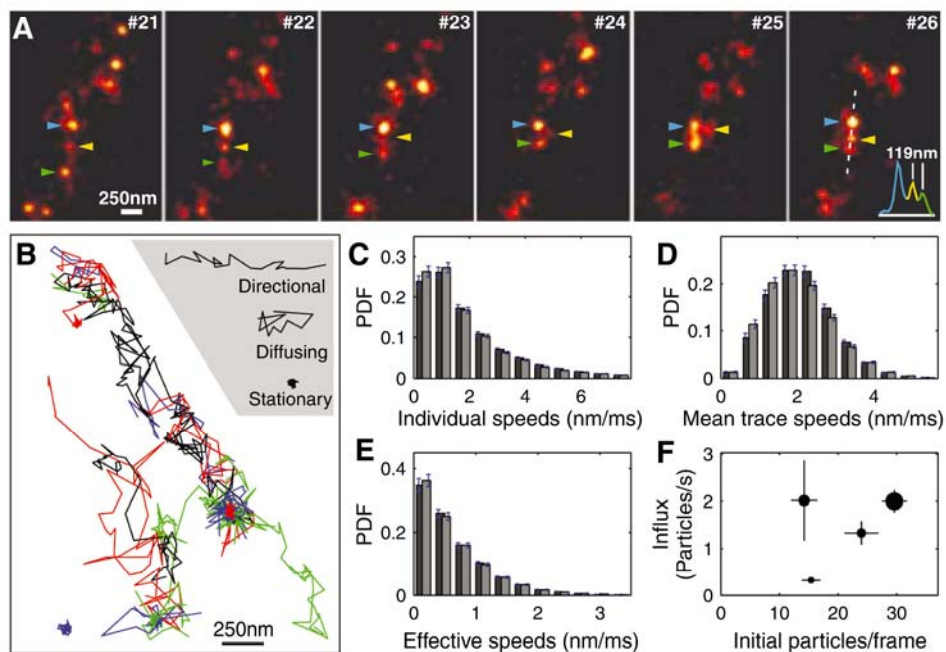 A
#21 #22 #23 #24 #25 #26
250nm
119nm
B
Directional
Diffusing
Stationary
250nm
C
PDF
0.3
0.2
0.1
0
2 4 6
Individual speeds (nm/ms)
D
PDF
0.3
0.2
0.1
0
0 2 4
Mean trace speeds (nm/ms)
E
PDF
0.4
0.2
0
0 1 2 3
Effective speeds (nm/ms)
F
Influx
(Particles/s)
3
2
1
0
0 10 20 30
Initial particles/frame